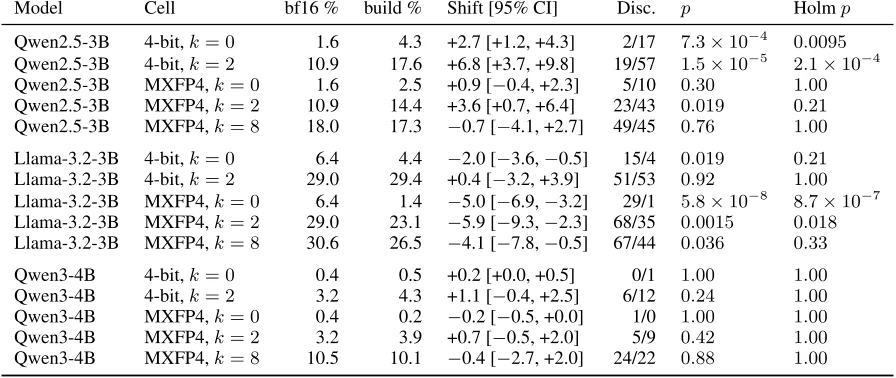 Model Cell bf16 % build % Shift [95% CI] Disc. p Holm p
Qwen2.5-3B 4-bit, k = 0 1.6 4.3 +2.7 [+1.2, +4.3] 2/17 7.3 × 10⁻⁴ 0.0095
Qwen2.5-3B 4-bit, k = 2 10.9 17.6 +6.8 [+3.7, +9.8] 19/57 1.5 × 10⁻⁵ 2.1 × 10⁻⁴
Qwen2.5-3B MXFP4, k = 0 1.6 2.5 +0.9 [−0.4, +2.3] 5/10 0.30 1.00
Qwen2.5-3B MXFP4, k = 2 10.9 14.4 +3.6 [+0.7, +6.4] 23/43 0.019 0.21
Qwen2.5-3B MXFP4, k = 8 18.0 17.3 −0.7 [−4.1, +2.7] 49/45 0.76 1.00
Llama-3.2-3B 4-bit, k = 0 6.4 4.4 −2.0 [−3.6, −0.5] 15/4 0.019 0.21
Llama-3.2-3B 4-bit, k = 2 29.0 29.4 +0.4 [−3.2, +3.9] 51/53 0.92 1.00
Llama-3.2-3B MXFP4, k = 0 6.4 1.4 −5.0 [−6.9, −3.2] 29/1 5.8 × 10⁻⁸ 8.7 × 10⁻⁷
Llama-3.2-3B MXFP4, k = 2 29.0 23.1 −5.9 [−9.3, −2.3] 68/35 0.0015 0.018
Llama-3.2-3B MXFP4, k = 8 30.6 26.5 −4.1 [−7.8, −0.5] 67/44 0.036 0.33
Qwen3-4B 4-bit, k = 0 0.4 0.5 +0.2 [+0.0, +0.5] 0/1 1.00 1.00
Qwen3-4B 4-bit, k = 2 3.2 4.3 +1.1 [−0.4, +2.5] 6/12 0.24 1.00
Qwen3-4B MXFP4, k = 0 0.4 0.2 −0.2 [−0.5, +0.0] 1/0 1.00 1.00
Qwen3-4B MXFP4, k = 2 3.2 3.9 +0.7 [−0.5, +2.0] 5/9 0.42 1.00
Qwen3-4B MXFP4, k = 8 10.5 10.1 −0.4 [−2.7, +2.0] 24/22 0.88 1.00